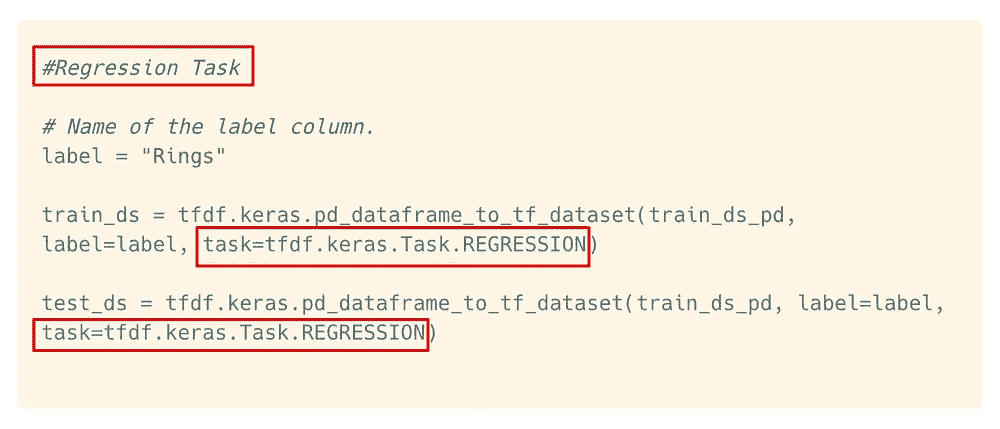 #Regression Task
# Name of the label column.
label = "Rings"
train_ds = tfdf.keras.pd_dataframe_to_tf_dataset(train_ds_pd,
label=label, task=tfdf.keras.Task.REGRESSION)
test_ds = tfdf.keras.pd_dataframe_to_tf_dataset(train_ds_pd, label=label,
task=tfdf.keras.Task.REGRESSION)